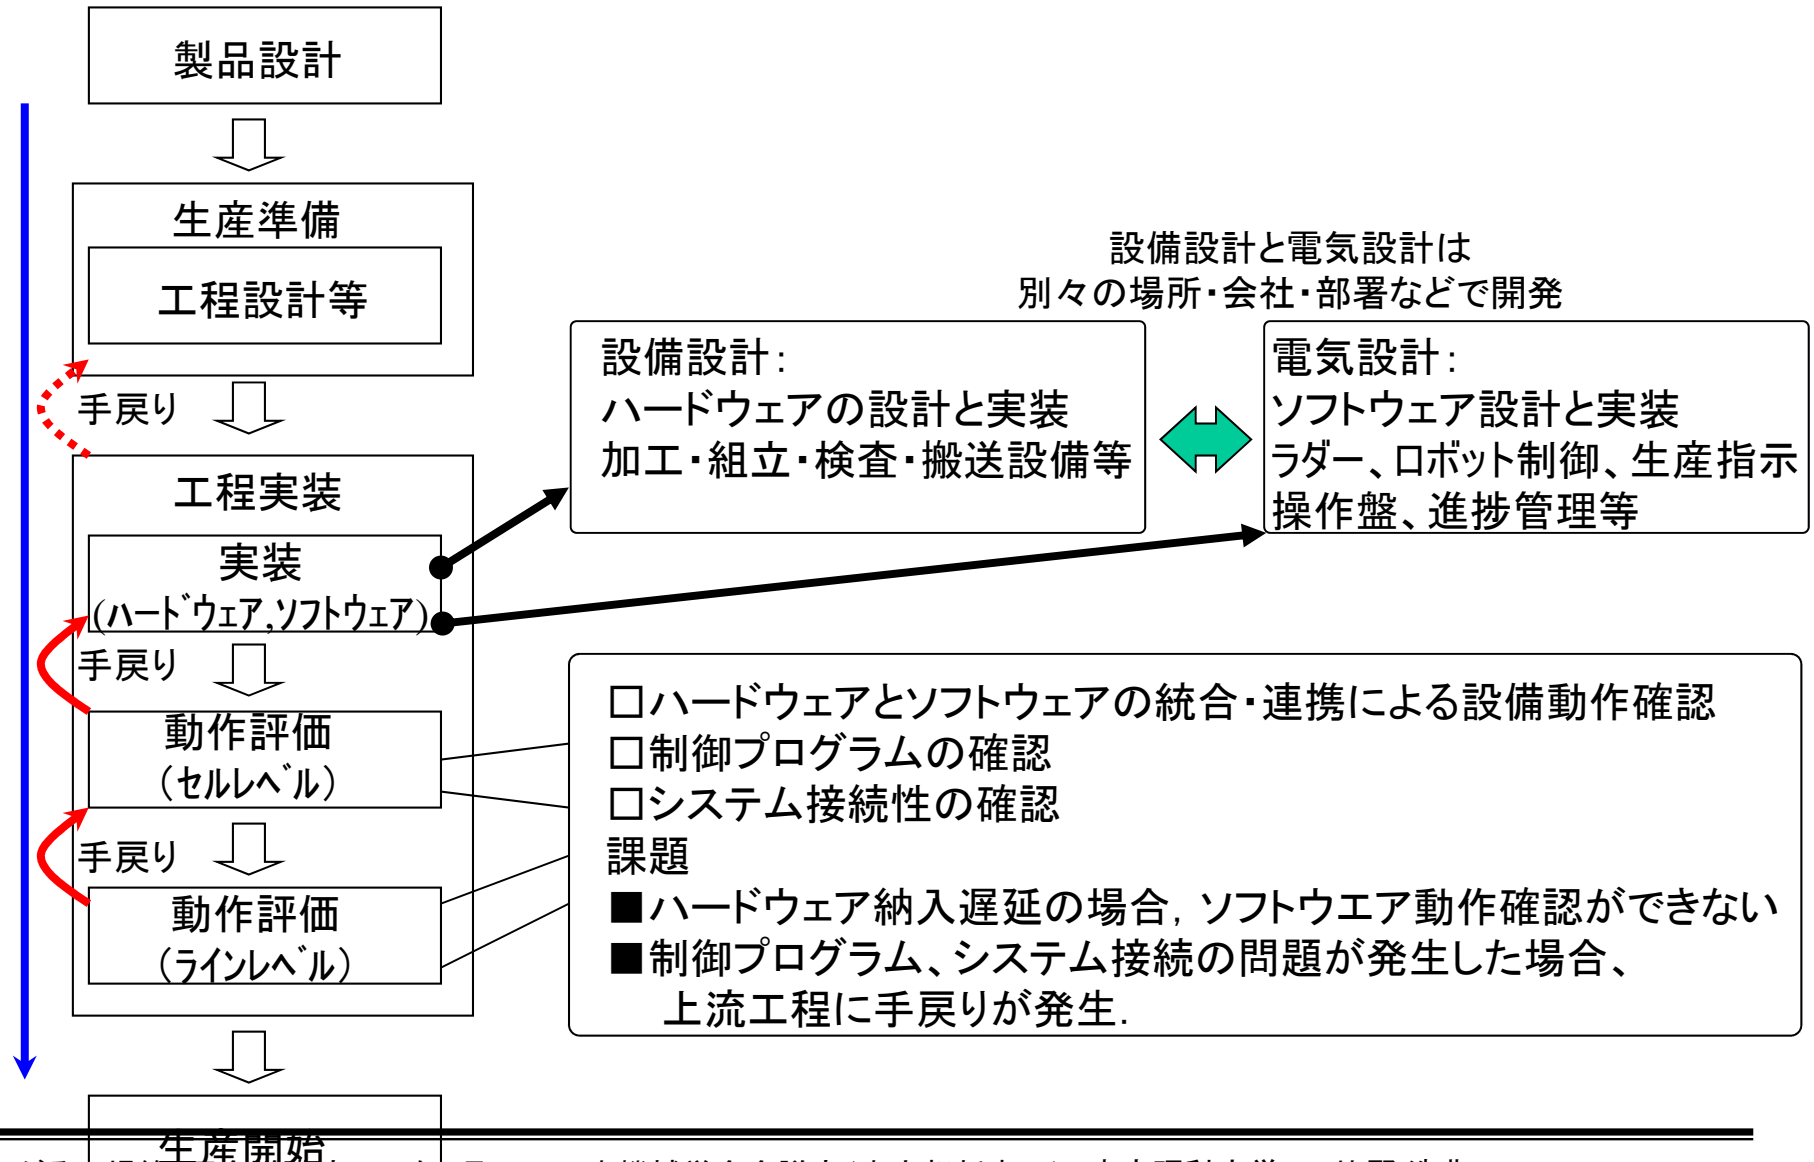 製品設計
生産準備
工程設計等
手戻り
工程実装
実装
(ハードウェア,ソフトウェア)
手戻り
動作評価
(セルレベル)
手戻り
動作評価
(ラインレベル)
生産開始
設備設計と電気設計は
別々の場所・会社・部署などで開発
設備設計:
ハードウェアの設計と実装
加工・組立・検査・搬送設備等
電気設計:
ソフトウェア設計と実装
ラダー、ロボット制御、生産指示
操作盤、進捗管理等
□ハードウェアとソフトウェアの統合・連携による設備動作確認
□制御プログラムの確認
□システム接続性の確認
課題
■ハードウェア納入遅延の場合, ソフトウエア動作確認ができない
■制御プログラム、システム接続の問題が発生した場合、
上流工程に手戻りが発生.